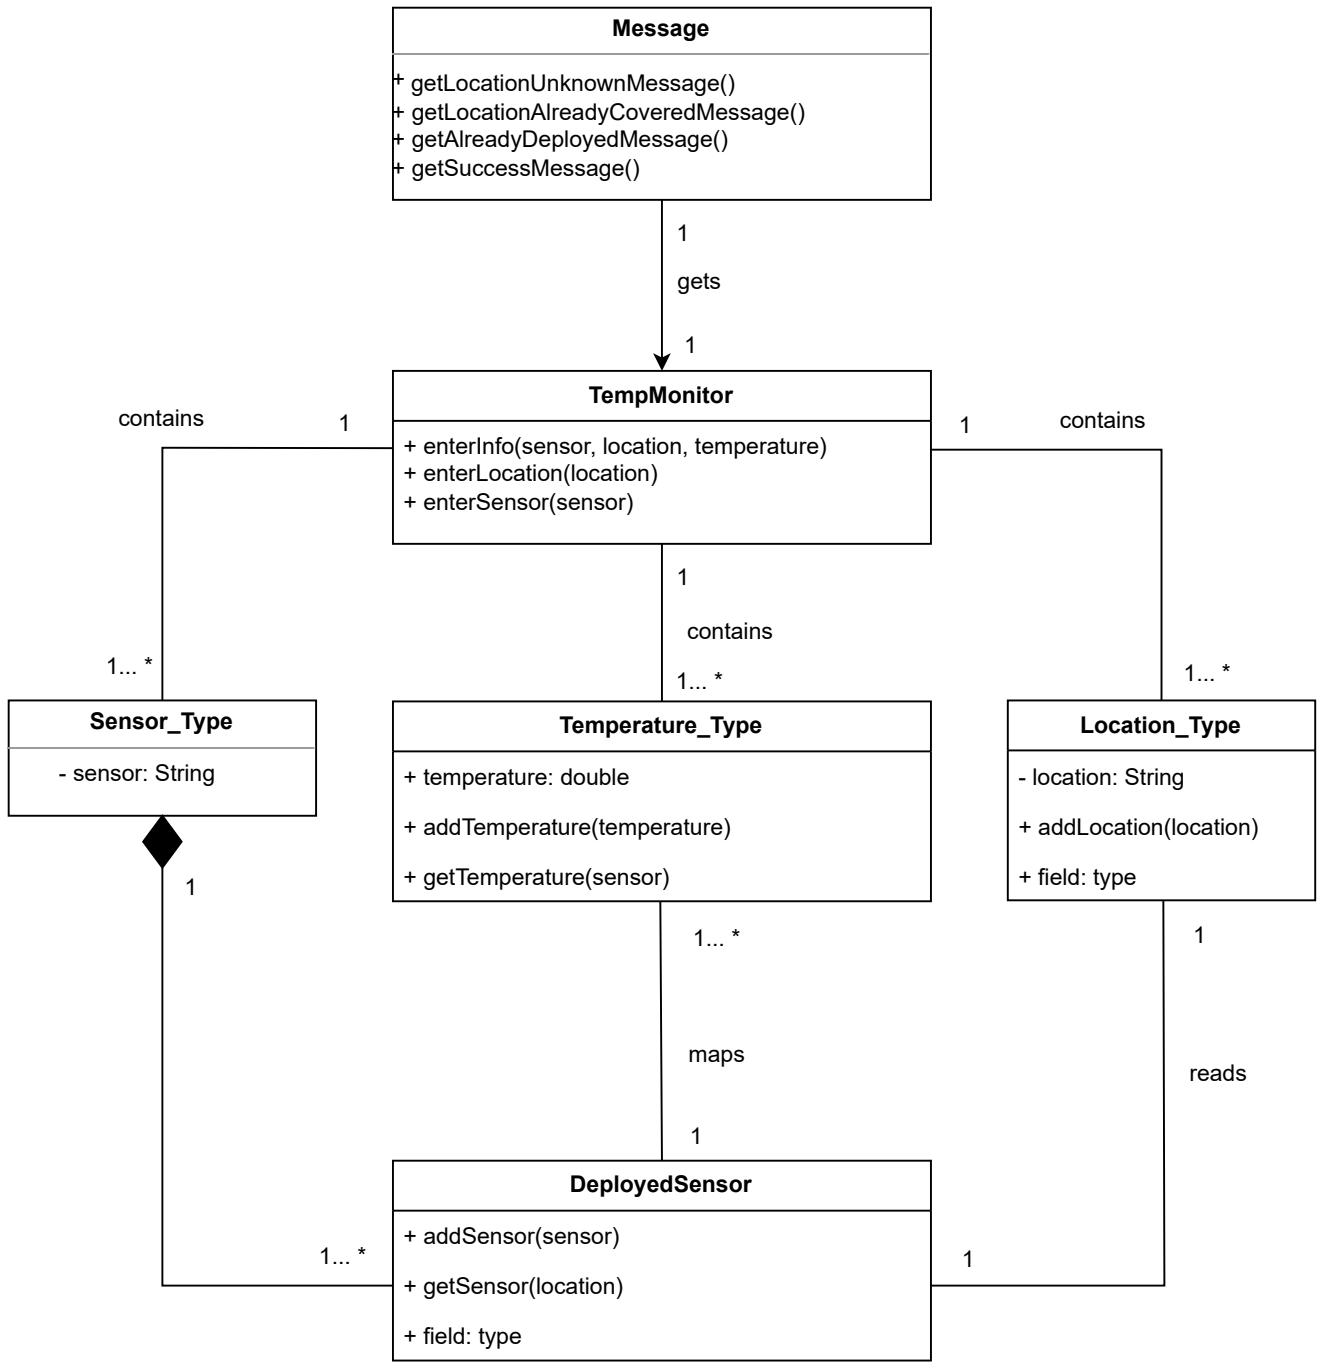 Message
+ getLocationUnknownMessage()
+ getLocationAlreadyCoveredMessage()
+ getAlreadyDeployedMessage()
+ getSuccessMessage()
1
gets
1
TempMonitor
+ enterInfo(sensor, location, temperature)
+ enterLocation(location)
+ enterSensor(sensor)
contains
1
1
contains
1
contains
1... *
1... *
1... *
Sensor_Type
- sensor: String
1
Temperature_Type
+ temperature: double
+ addTemperature(temperature)
+ getTemperature(sensor)
Location_Type
- location: String
+ addLocation(location)
+ field: type
1... *
maps
1
1
reads
1
1... *
DeployedSensor
+ addSensor(sensor)
+ getSensor(location)
+ field: type